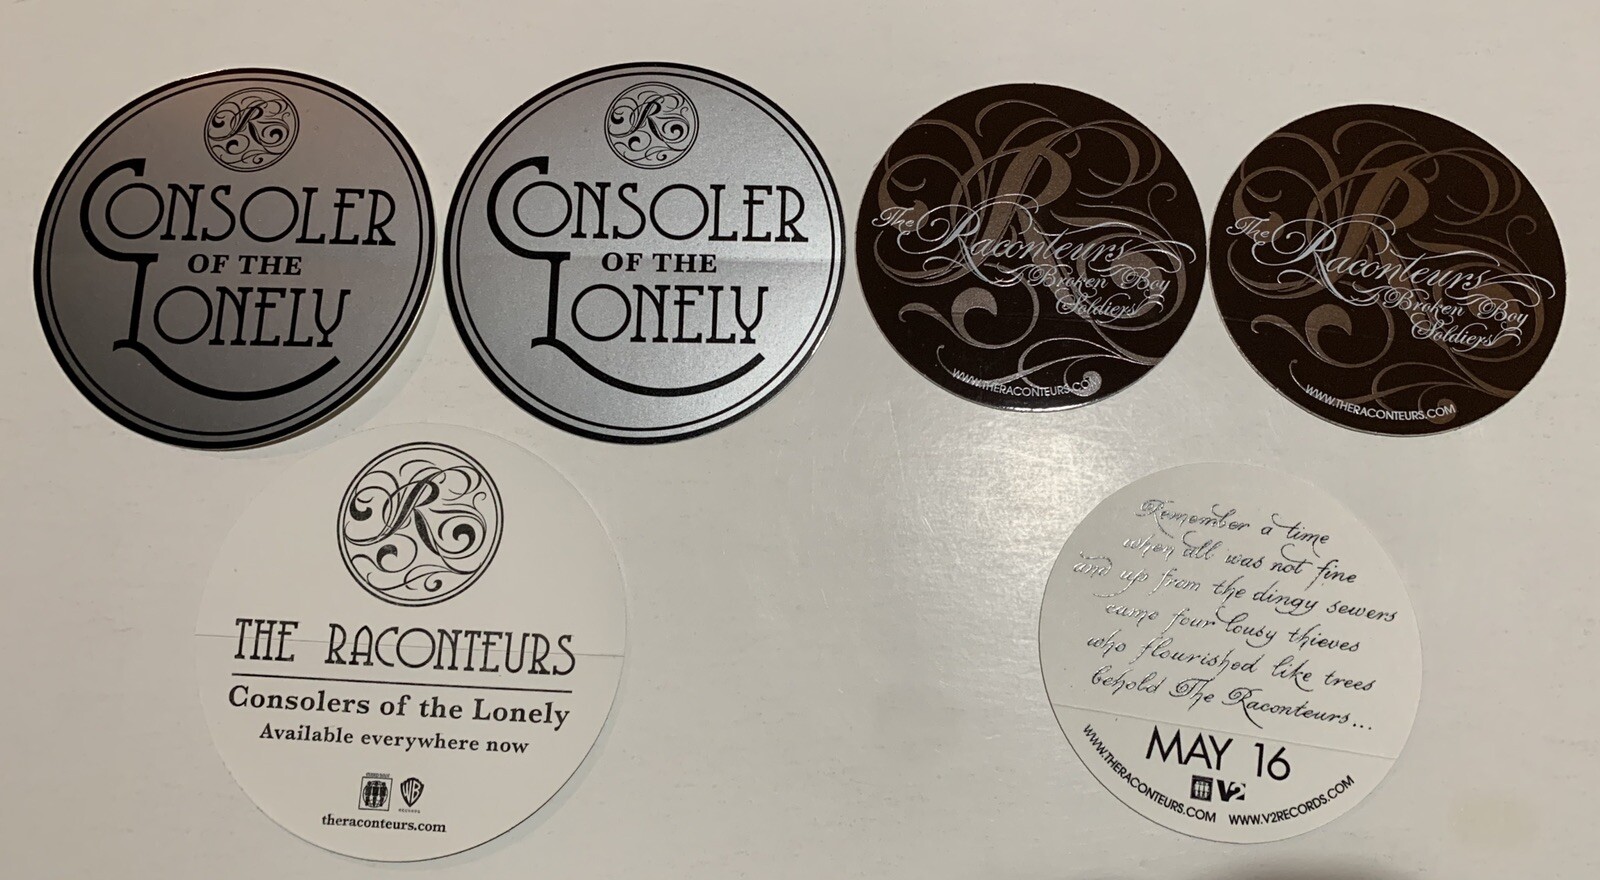 R
CONSOLER
OF THE
LONELY
R
CONSOLER
OF THE
LONELY
R
The Raconteurs
Broken Boy
Soldiers
WWW.THERACONTEURS.COM
R
The Raconteurs
Broken Boy
Soldiers
WWW.THERACONTEURS.COM
R
THE RACONTEURS
Consolers of the Lonely
Available everywhere now
WB
RECORDS
theraconteurs.com
Remember a time
when all was not fine
and up from the dingy sewers
came four lousy thieves
who flourished like trees
behold The Raconteurs...
MAY 16
V2
WWW.THERACONTEURS.COM WWW.V2RECORDS.COM